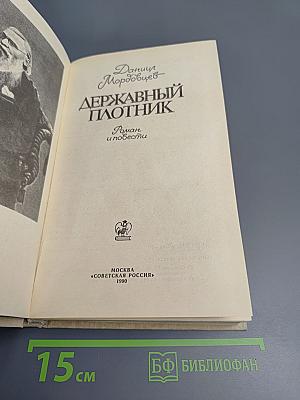 Даниил
Мордовцев
ДЕРЖАВНЫЙ
ПЛОТНИК
Роман
и повести
МОСКВА
«СОВЕТСКАЯ РОССИЯ»
1990
15 см
БФ БИБЛИОФАН